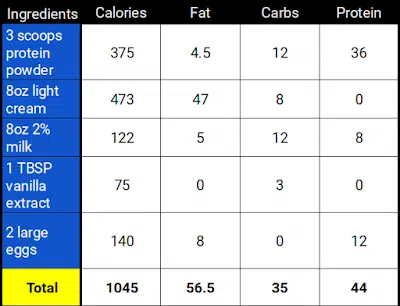 Ingredients Calories Fat Carbs Protein
3 scoops
protein
powder
375 4.5 12 36
8oz light
cream
473 47 8 0
8oz 2%
milk
122 5 12 8
1 TBSP
vanilla
extract
75 0 3 0
2 large
eggs
140 8 0 12
Total 1045 56.5 35 44